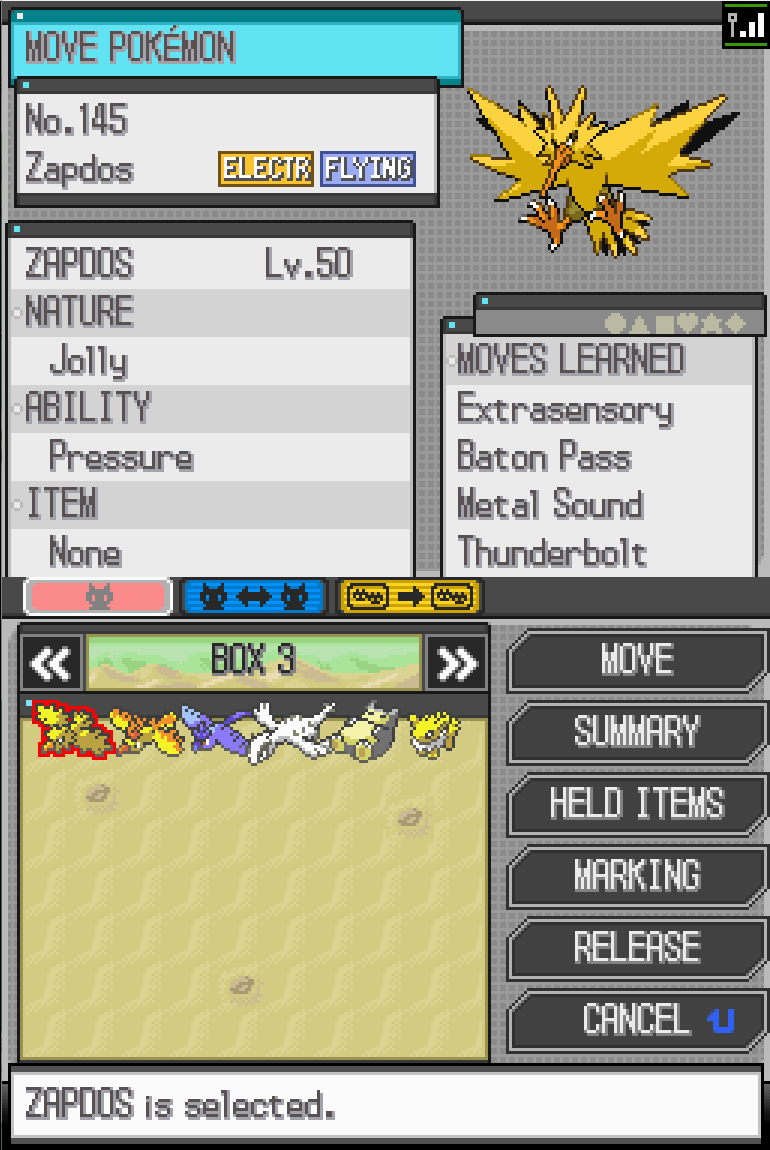 MOVE POKÉMON
No.145
Zapdos ELECTR FLYING
ZAPDOS Lv.50
NATURE
Jolly
ABILITY
Pressure
ITEM
None
MOVES LEARNED
Extrasensory
Baton Pass
Metal Sound
Thunderbolt
BOX 3
MOVE
SUMMARY
HELD ITEMS
MARKING
RELEASE
CANCEL
ZAPDOS is selected.